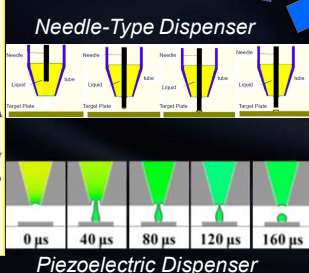 Needle-Type Dispenser
Needle Needle Needle Needle
Liquid tube Liquid tube Liquid tube Liquid tube
Target Plate Target Plate Target Plate Target Plate
0 µs 40 µs 80 µs 120 µs 160 µs
Piezoelectric Dispenser